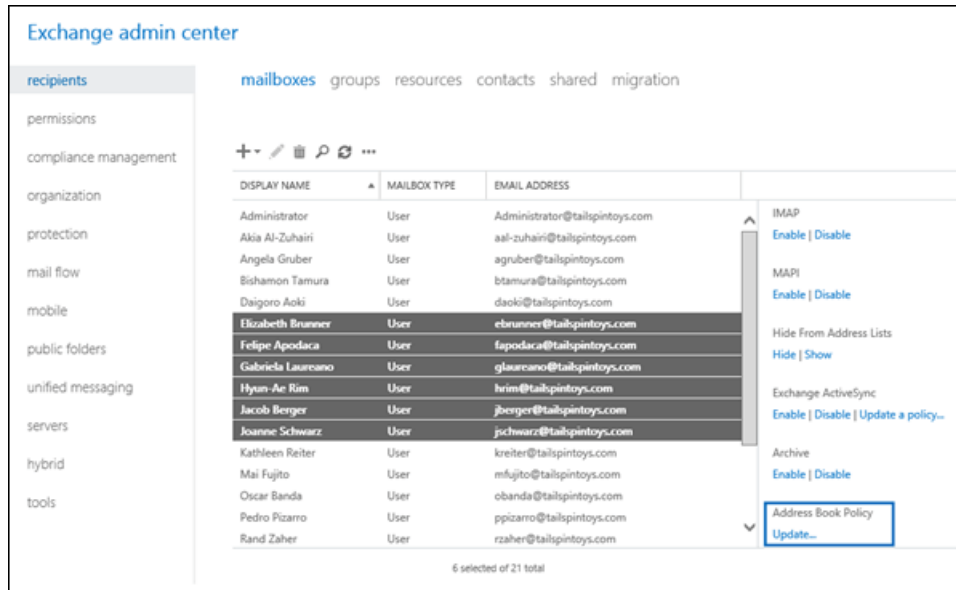 Exchange admin center
recipients
permissions
compliance management
organization
protection
mail flow
mobile
public folders
unified messaging
servers
hybrid
tools
mailboxes groups resources contacts shared migration
DISPLAY NAME MAILBOX TYPE EMAIL ADDRESS
Administrator User Administrator@tailspintoys.com
Akia Al-Zuhairi User aal-zuhairi@tailspintoys.com
Angela Gruber User agruber@tailspintoys.com
Bishamon Tamura User btamura@tailspintoys.com
Daigoro Aoki User daoki@tailspintoys.com
Elizabeth Brunner User ebrunner@tailspintoys.com
Felipe Apodaca User fapodaca@tailspintoys.com
Gabriela Laureano User glaureano@tailspintoys.com
Hyun-Ae Rim User hrim@tailspintoys.com
Jacob Berger User jberger@tailspintoys.com
Joanne Schwarz User jschwarz@tailspintoys.com
Kathleen Reiter User kreiter@tailspintoys.com
Mai Fujito User mfujito@tailspintoys.com
Oscar Banda User obanda@tailspintoys.com
Pedro Pizarro User ppizarro@tailspintoys.com
Rand Zaher User rzaher@tailspintoys.com
6 selected of 21 total
IMAP
Enable | Disable
MAPI
Enable | Disable
Hide From Address Lists
Hide | Show
Exchange ActiveSync
Enable | Disable | Update a policy...
Archive
Enable | Disable
Address Book Policy
Update...